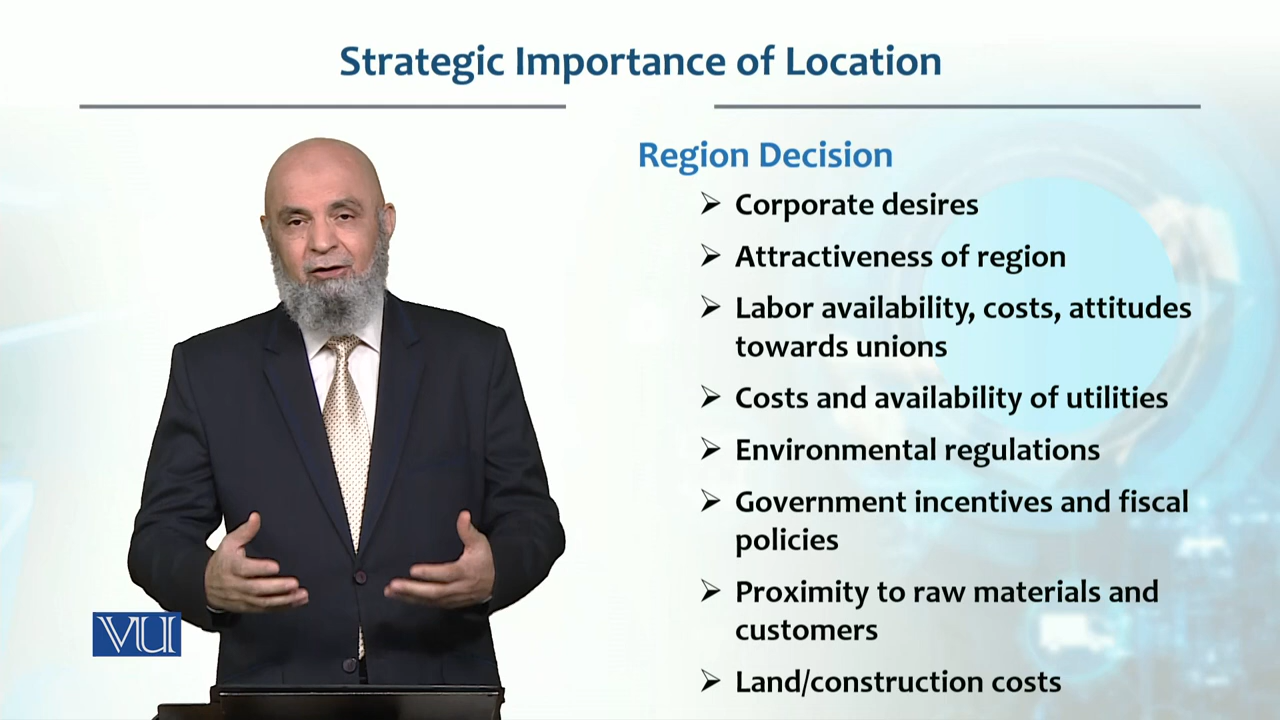 Strategic Importance of Location
Region Decision
➢ Corporate desires
➢ Attractiveness of region
➢ Labor availability, costs, attitudes
towards unions
➢ Costs and availability of utilities
➢ Environmental regulations
➢ Government incentives and fiscal
policies
➢ Proximity to raw materials and
customers
➢ Land/construction costs
VU